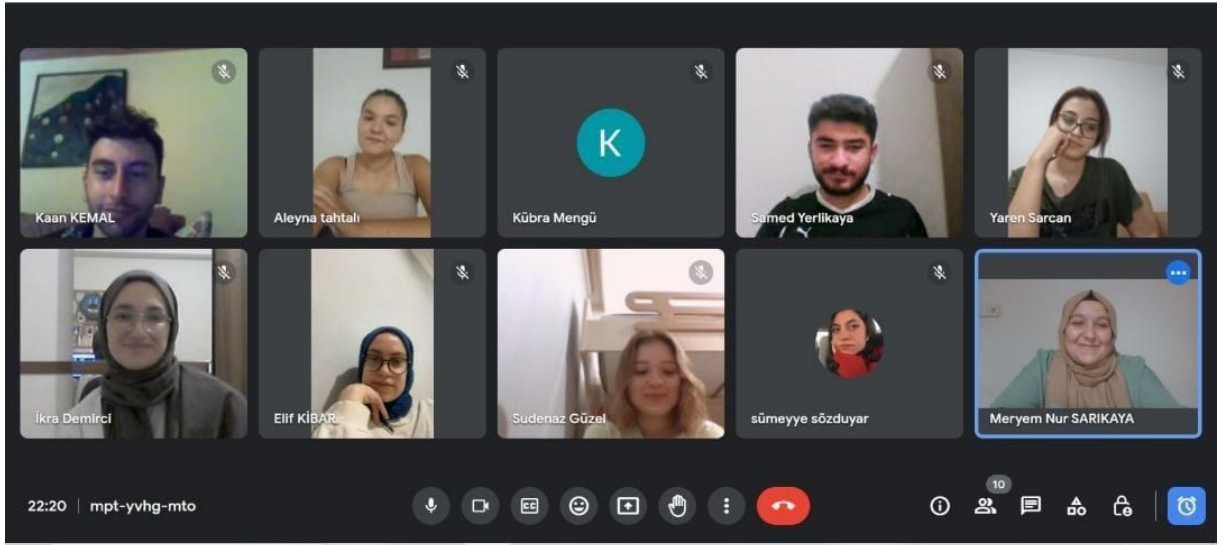 K
Kaan KEMAL
Aleyna tahtalı
Kübra Mengü
Samed Yerlikaya
Yaren Sarcan
İkra Demirci
Elif KİBAR
Sudenaz Güzel
sümeyye sözduyar
Meryem Nur SARIKAYA
22:20 | mpt-yvhg-mto
CC
10